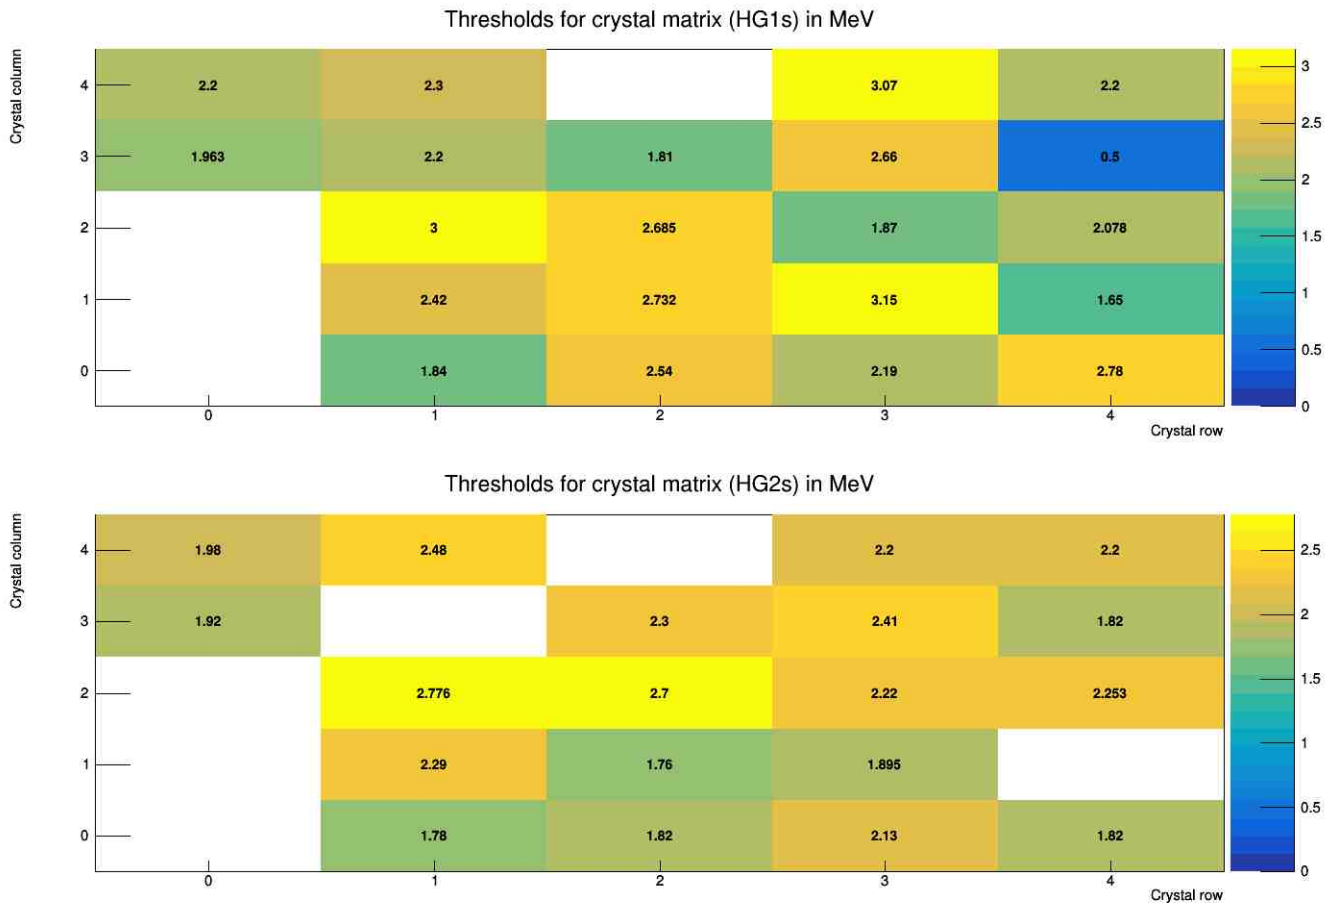 Thresholds for crystal matrix (HG1s) in MeV
Crystal column
4 2.2 2.3 3.07 2.2 3
3 1.963 2.2 1.81 2.66 0.5 2.5
2 3 2.685 1.87 2.078 2
1 2.42 2.732 3.15 1.65 1.5
0 1.84 2.54 2.19 2.78 1
0.5
0
0 1 2 3 4
Crystal row
Thresholds for crystal matrix (HG2s) in MeV
Crystal column
4 1.98 2.48 2.2 2.2 2.5
3 1.92 2.3 2.41 1.82 2
2 2.776 2.7 2.22 2.253 1.5
1 2.29 1.76 1.895 1
0 1.78 1.82 2.13 1.82 0.5
0
0 1 2 3 4
Crystal row